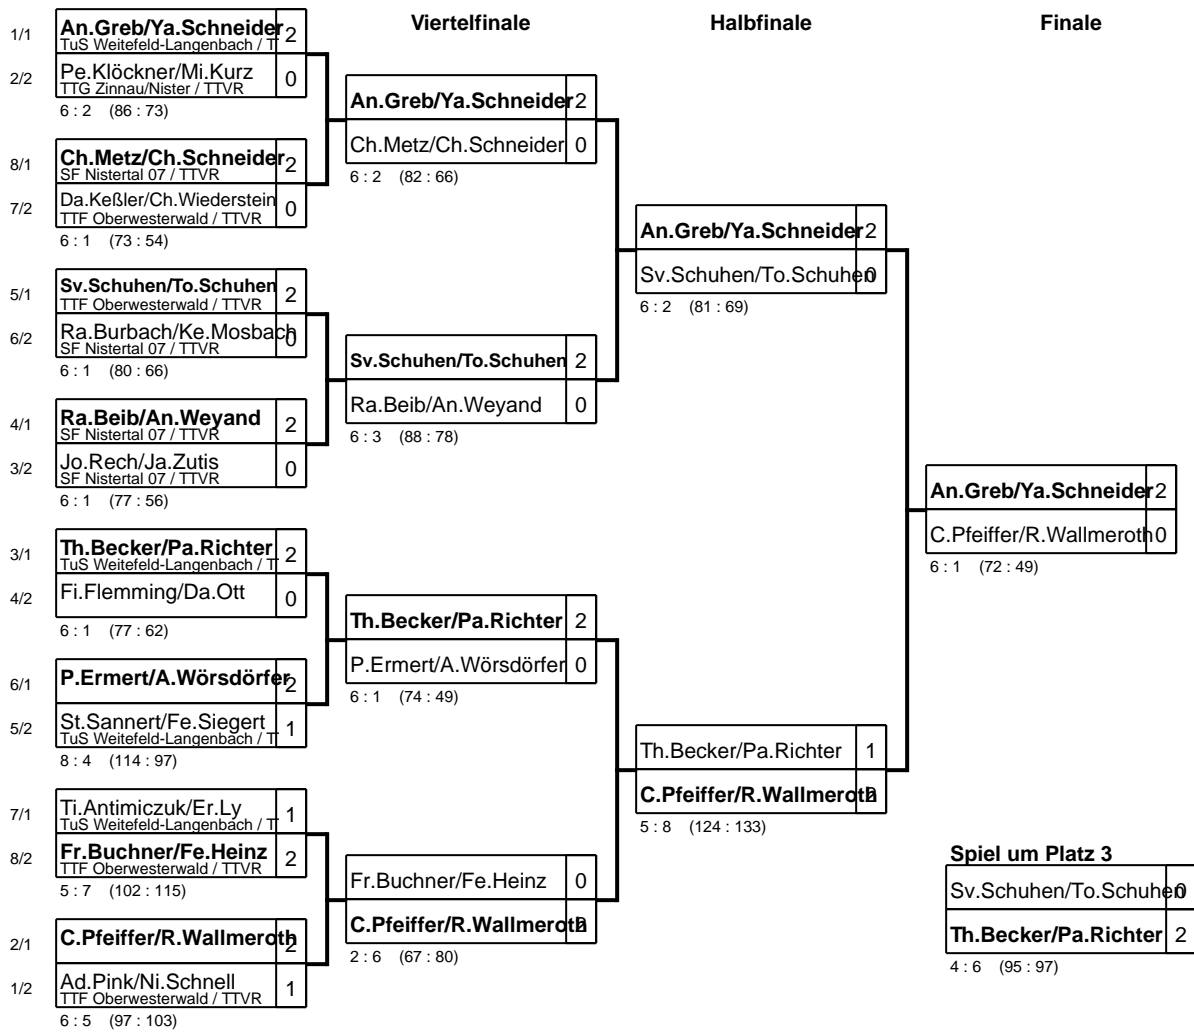 Viertelfinale
Halbfinale
Finale
1/1 An.Greb/Ya.Schneider 2
TuS Weitefeld-Langenbach / T
2/2 Pe.Klöckner/Mi.Kurz 0
TTG Zinnau/Nister / TTVR
6 : 2 (86 : 73)
8/1 Ch.Metz/Ch.Schneider 2
SF Nistertal 07 / TTVR
7/2 Da.Keßler/Ch.Wiederstein 0
TTF Oberwesterwald / TTVR
6 : 1 (73 : 54)
5/1 Sv.Schuhen/To.Schuhen 2
TTF Oberwesterwald / TTVR
6/2 Ra.Burbach/Ke.Mosbach 0
SF Nistertal 07 / TTVR
6 : 1 (80 : 66)
4/1 Ra.Beib/An.Weyand 2
SF Nistertal 07 / TTVR
3/2 Jo.Rech/Ja.Zutis 0
SF Nistertal 07 / TTVR
6 : 1 (77 : 56)
3/1 Th.Becker/Pa.Richter 2
TuS Weitefeld-Langenbach / T
4/2 Fi.Flemming/Da.Ott 0
6 : 1 (77 : 62)
6/1 P.Ermert/A.Wörsdörfer 2
5/2 St.Sannert/Fe.Siegert 1
TuS Weitefeld-Langenbach / T
8 : 4 (114 : 97)
7/1 Ti.Antimiczuk/Er.Ly 1
TuS Weitefeld-Langenbach / T
8/2 Fr.Buchner/Fe.Heinz 2
TTF Oberwesterwald / TTVR
5 : 7 (102 : 115)
2/1 C.Pfeiffer/R.Wallmeroth 2
1/2 Ad.Pink/Ni.Schnell 1
TTF Oberwesterwald / TTVR
6 : 5 (97 : 103)
An.Greb/Ya.Schneider 2
Ch.Metz/Ch.Schneider 0
6 : 2 (82 : 66)
Sv.Schuhen/To.Schuhen 2
Ra.Beib/An.Weyand 0
6 : 3 (88 : 78)
Th.Becker/Pa.Richter 2
P.Ermert/A.Wörsdörfer 0
6 : 1 (74 : 49)
Fr.Buchner/Fe.Heinz 0
C.Pfeiffer/R.Wallmeroth 2
2 : 6 (67 : 80)
An.Greb/Ya.Schneider 2
Sv.Schuhen/To.Schuhen 0
6 : 2 (81 : 69)
Th.Becker/Pa.Richter 1
C.Pfeiffer/R.Wallmeroth 2
5 : 8 (124 : 133)
An.Greb/Ya.Schneider 2
C.Pfeiffer/R.Wallmeroth 0
6 : 1 (72 : 49)
Spiel um Platz 3
Sv.Schuhen/To.Schuhen 0
Th.Becker/Pa.Richter 2
4 : 6 (95 : 97)